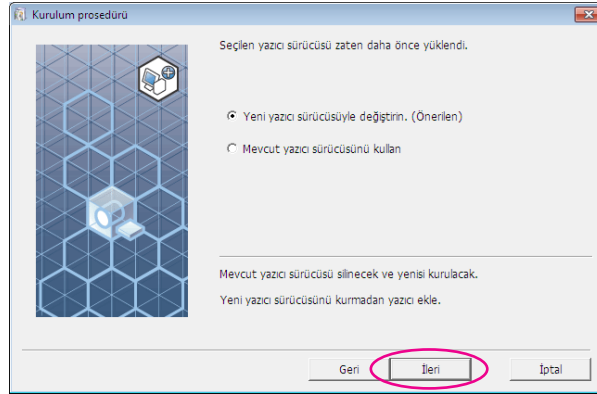 Kurulum prosedürü
Seçilen yazıcı sürücüsü zaten daha önce yüklendi.
Yeni yazıcı sürücüsüyle değiştirin. (Önerilen)
Mevcut yazıcı sürücüsünü kullan
Mevcut yazıcı sürücüsü silinecek ve yenisi kurulacak.
Yeni yazıcı sürücüsünü kurmadan yazıcı ekle.
Geri İleri İptal